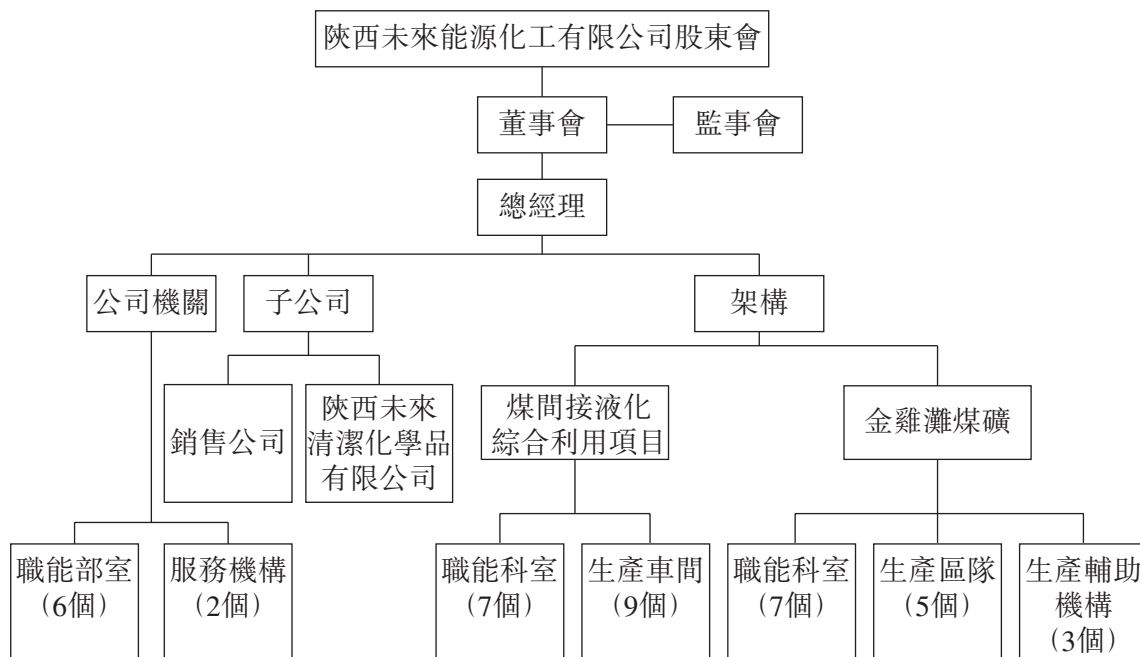 陝西未來能源化工有限公司股東會
董事會
監事會
總經理
公司機關
子公司
架構
銷售公司
陝西未來
清潔化學品
有限公司
煤間接液化
綜合利用項目
金雞灘煤礦
職能部室
(6個)
服務機構
(2個)
職能科室
(7個)
生產車間
(9個)
職能科室
(7個)
生產區隊
(5個)
生產輔助
機構
(3個)